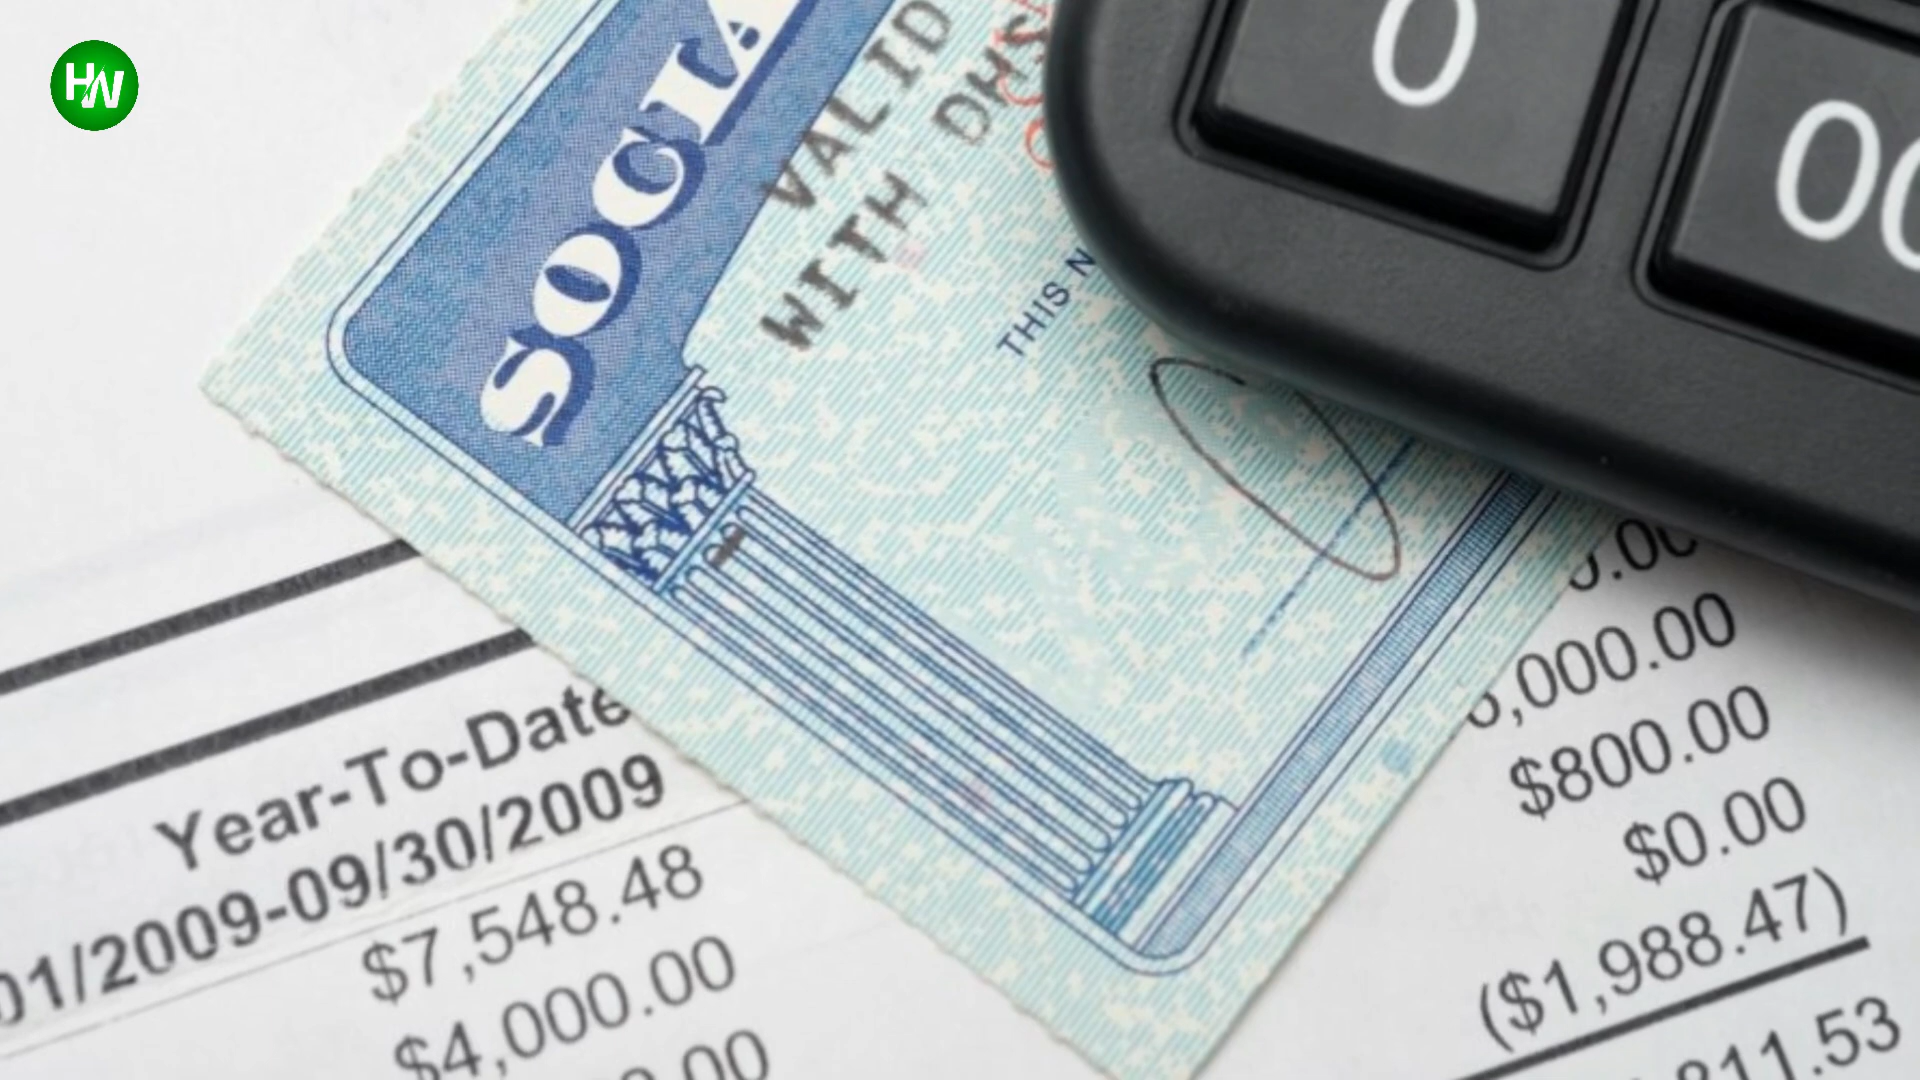 HW
SOCIA
VALID
WITH DHS
THIS N
0
00
Year-To-Date
01/2009-09/30/2009
$7,548.48
$4,000.00
,000.00
$800.00
$0.00
($1,988.47)
811.53